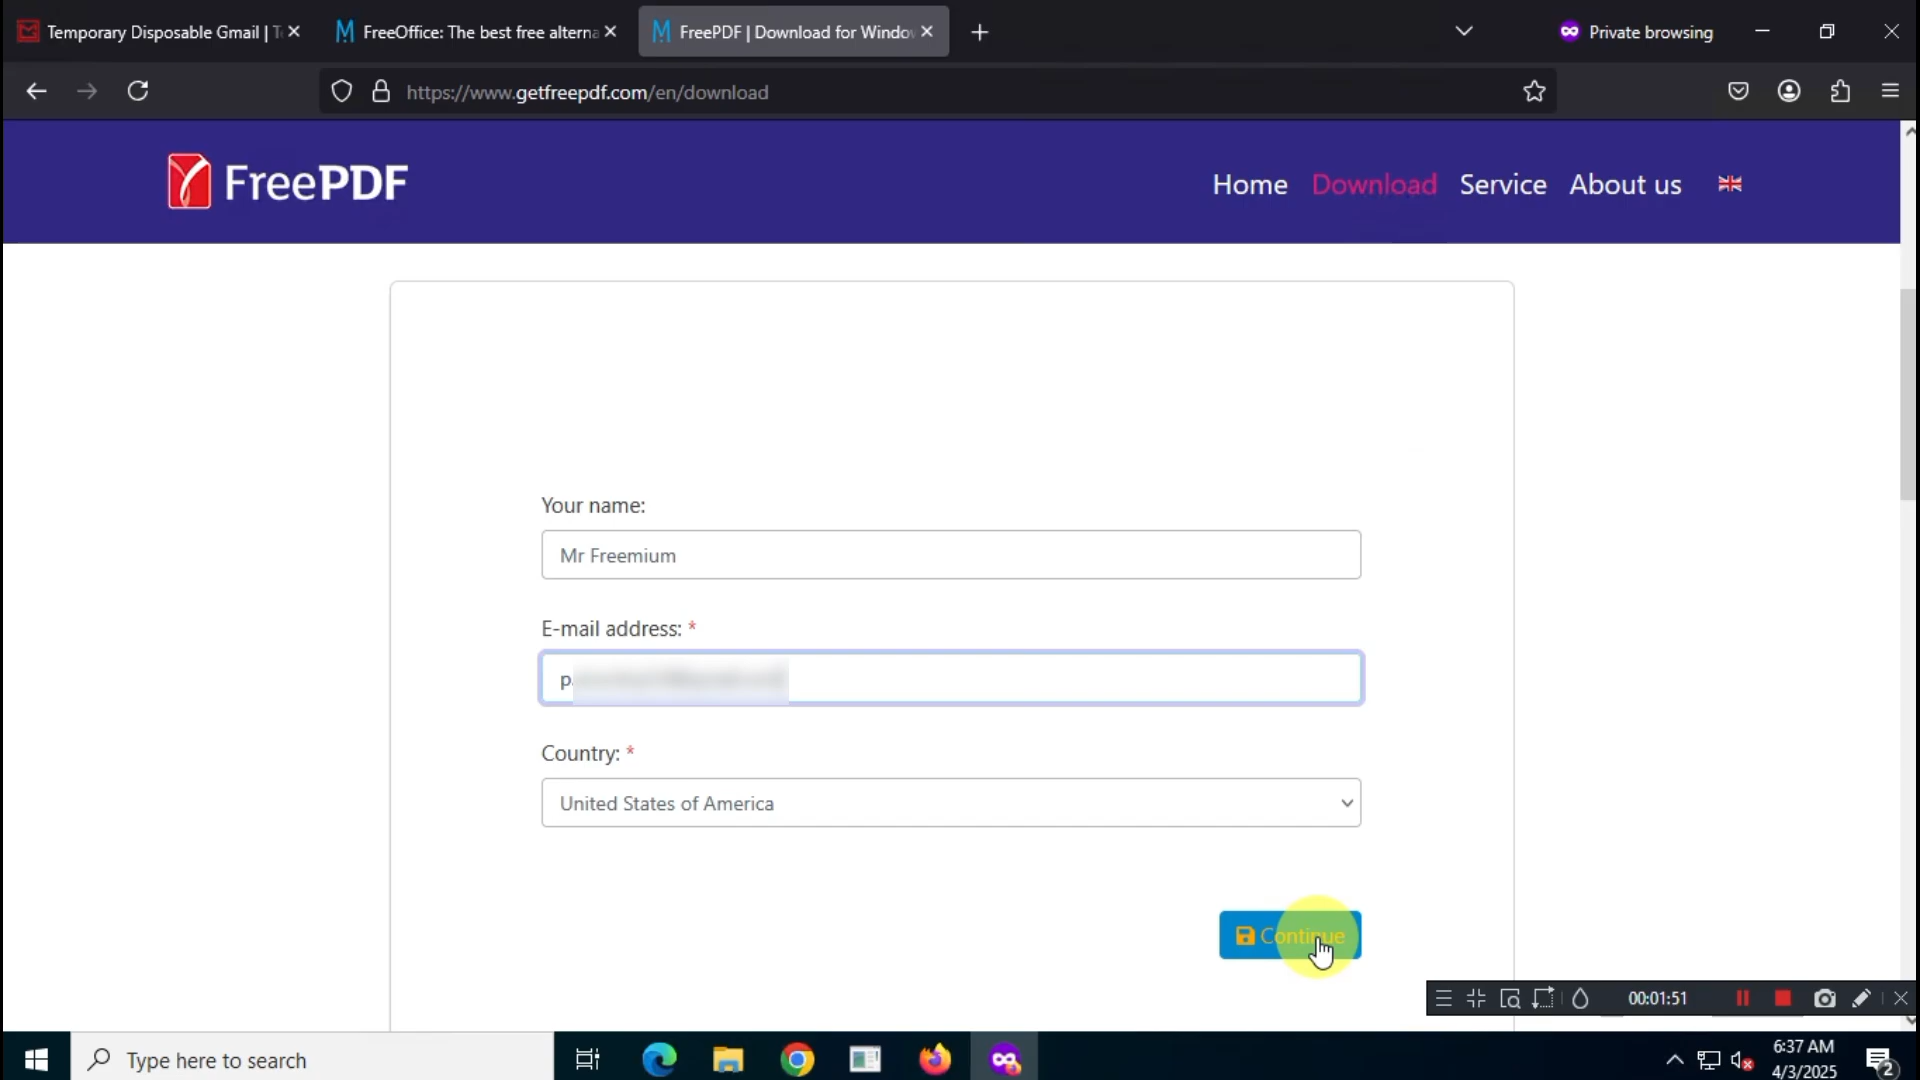 Temporary Disposable Gmail | T
FreeOffice: The best free alterna
FreePDF | Download for Windo
Private browsing
https://www.getfreepdf.com/en/download
FreePDF
Home
Download
Service
About us
Your name:
Mr Freemium
E-mail address: *
p
Country: *
United States of America
Continue
00:01:51
Type here to search
6:37 AM
4/3/2025
2